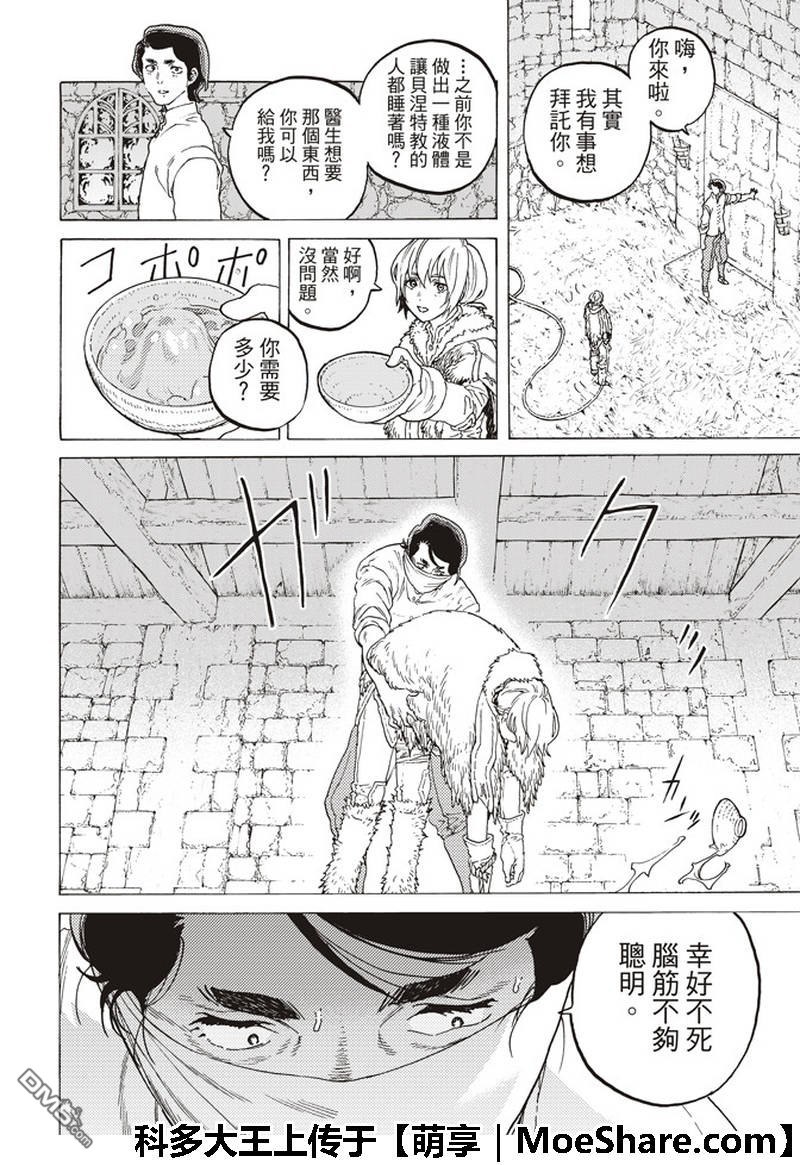 嗨，
你來啦。
其實
我有事想
拜託你。
…之前你不是
做出一種液體
讓貝涅特教的
人都睡著嗎？
醫生想要
那個東西，
你可以
給我嗎？
好啊，
當然
沒問題。
コポポ
你需要
多少？
ガク
幸好不死
腦筋不夠
聰明。
DM5.com
科多大王上传于【萌享 | MoeShare.com】